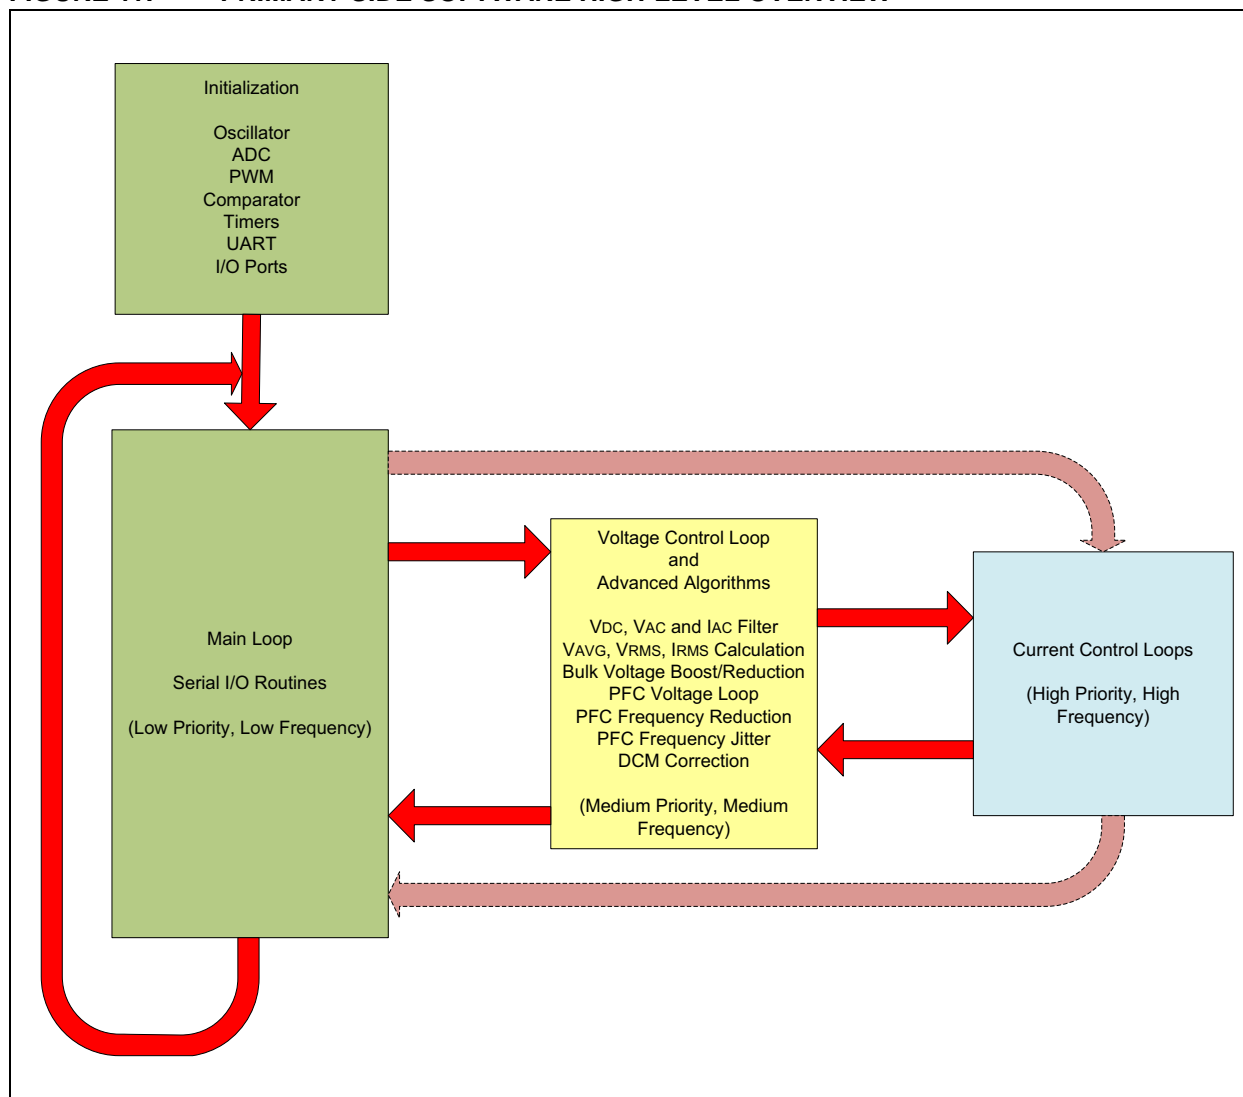 Initialization
Oscillator
ADC
PWM
Comparator
Timers
UART
I/O Ports
Main Loop
Serial I/O Routines
(Low Priority, Low Frequency)
Voltage Control Loop
and
Advanced Algorithms
VDC, VAC and IAC Filter
VAVG, VRMS, IRMS Calculation
Bulk Voltage Boost/Reduction
PFC Voltage Loop
PFC Frequency Reduction
PFC Frequency Jitter
DCM Correction
(Medium Priority, Medium
Frequency)
Current Control Loops
(High Priority, High
Frequency)